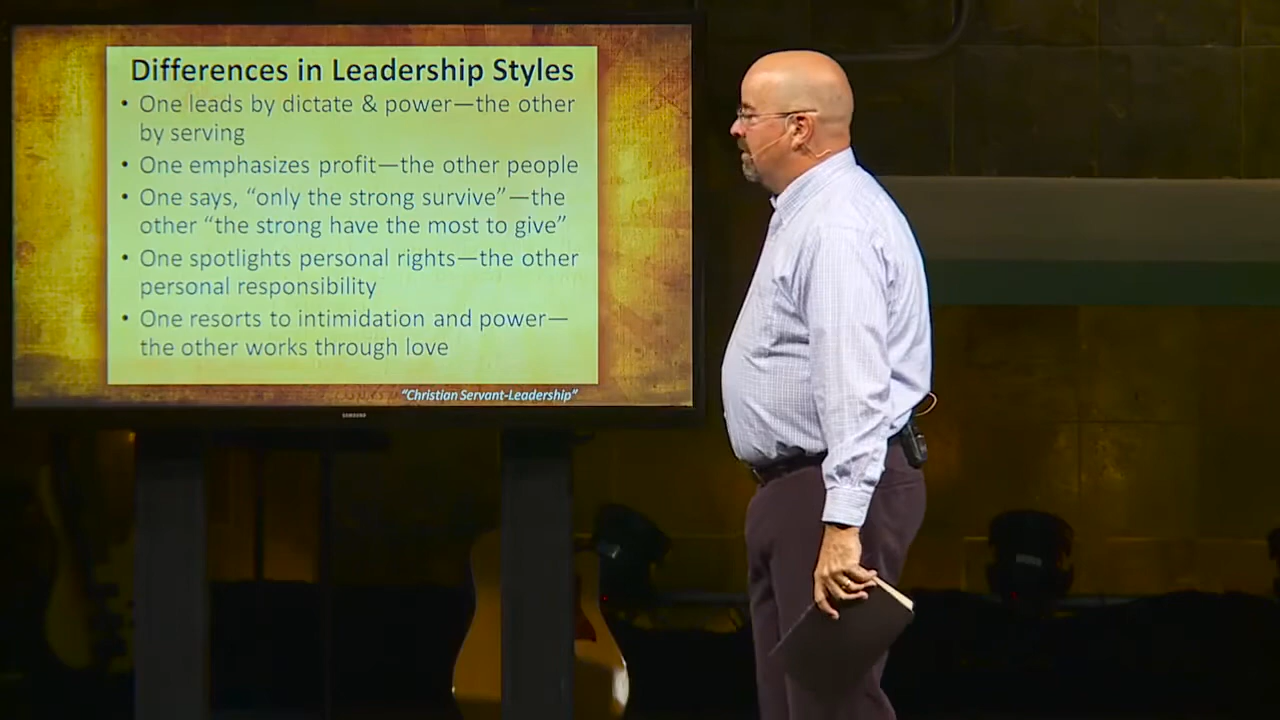 Differences in Leadership Styles
• One leads by dictate & power—the other
by serving
• One emphasizes profit—the other people
• One says, “only the strong survive”—the
other “the strong have the most to give”
• One spotlights personal rights—the other
personal responsibility
• One resorts to intimidation and power—
the other works through love
“Christian Servant-Leadership”
SAMSUNG